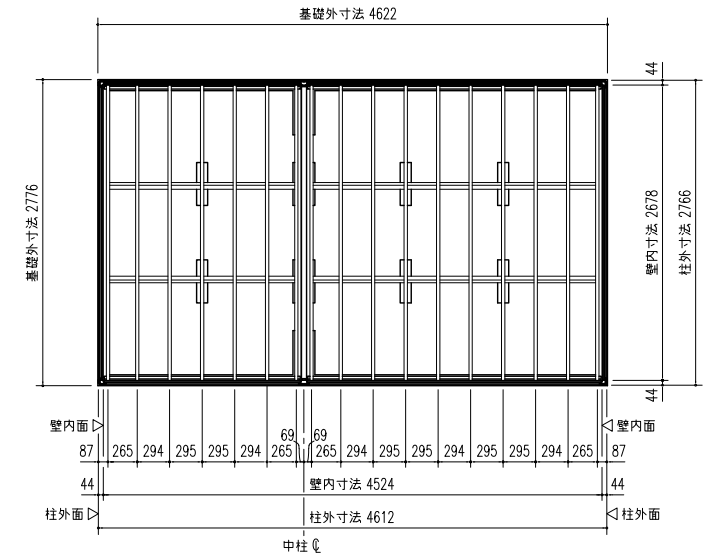 基礎外寸法 4622
44
基礎外寸法 2776
壁内寸法 2678
柱外寸法 2766
44
壁内面
壁内面
69 69
87 265 294 295 295 294 265 265 294 295 295 294 295 295 294 265 87
44 壁内寸法 4524 44
柱外面
柱外面
柱外寸法 4612
中柱 ℄